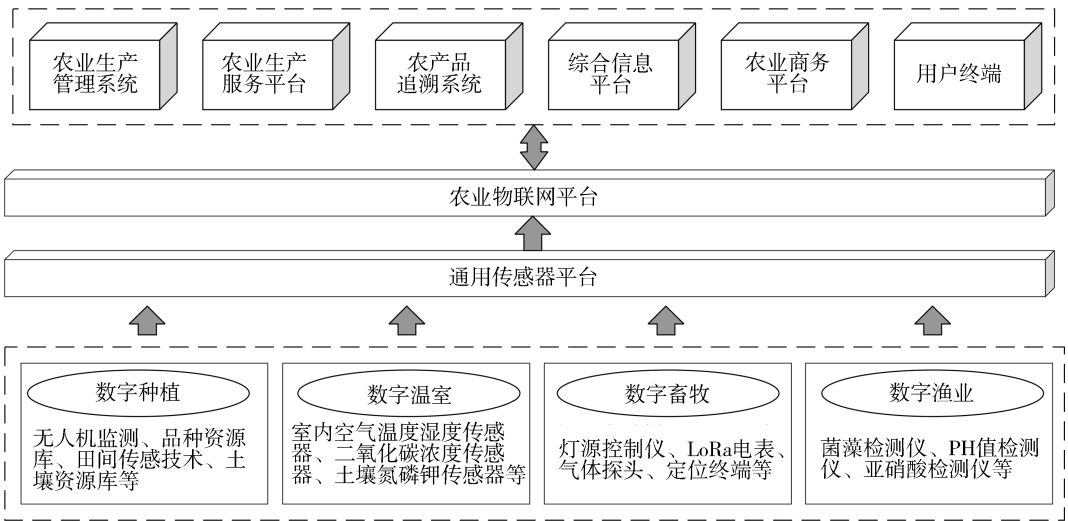 农业生产
管理系统
农业生产
服务平台
农产品
追溯系统
综合信息
平台
农业商务
平台
用户终端
农业物联网平台
通用传感器平台
数字种植
无人机监测、品种资源
库、田间传感技术、土
壤资源库等
数字温室
室内空气温度湿度传感
器、二氧化碳浓度传感
器、土壤氮磷钾传感器等
数字畜牧
灯源控制仪、LoRa电表、
气体探头、定位终端等
数字渔业
菌藻检测仪、PH值检测
仪、亚硝酸检测仪等